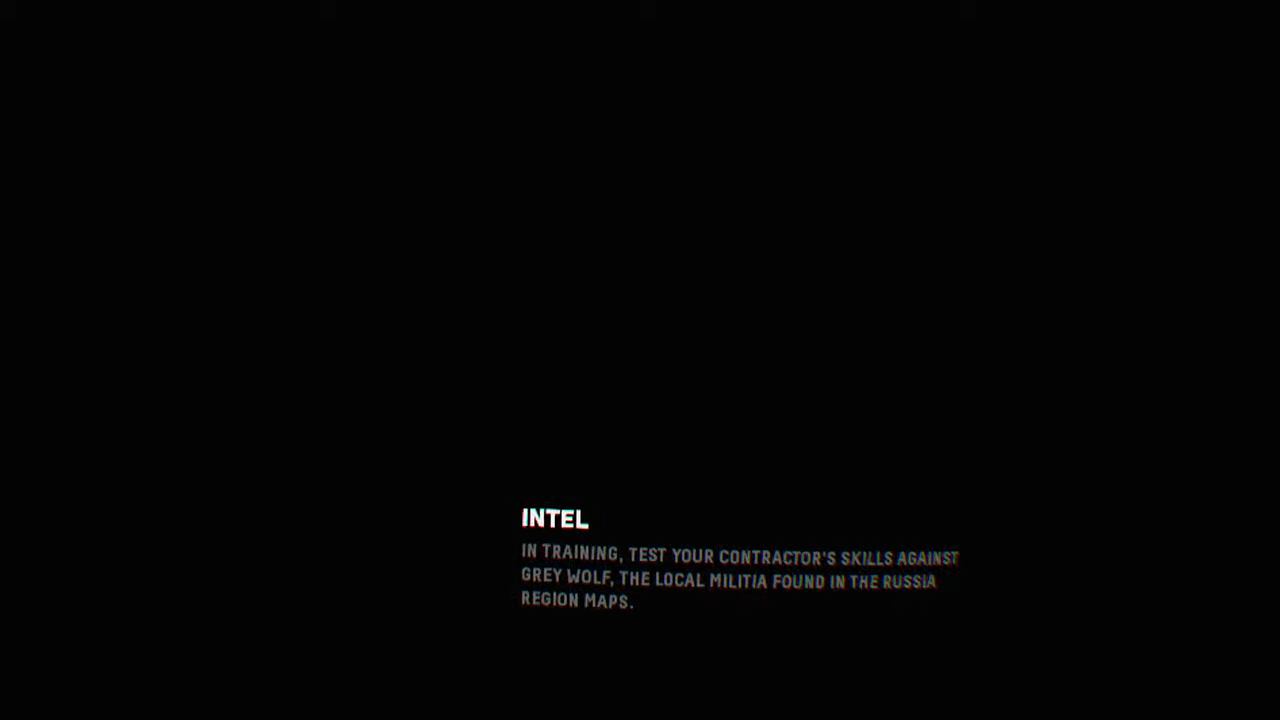 INTEL
IN TRAINING, TEST YOUR CONTRACTOR'S SKILLS AGAINST
GREY WOLF, THE LOCAL MILITIA FOUND IN THE RUSSIA
REGION MAPS.